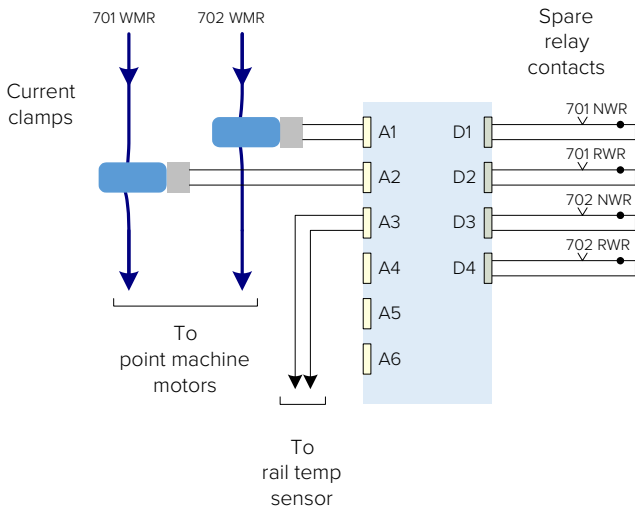 701 WMR
702 WMR
Spare
relay
contacts
Current
clamps
A1
D1
701 NWR
A2
D2
701 RWR
A3
D3
702 NWR
A4
D4
702 RWR
A5
A6
To
point machine
motors
To
rail temp
sensor